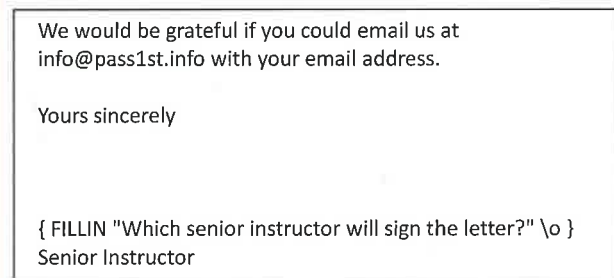 We would be grateful if you could email us at
info@pass1st.info with your email address.
Yours sincerely
{ FILLIN "Which senior instructor will sign the letter?" \o }
Senior Instructor